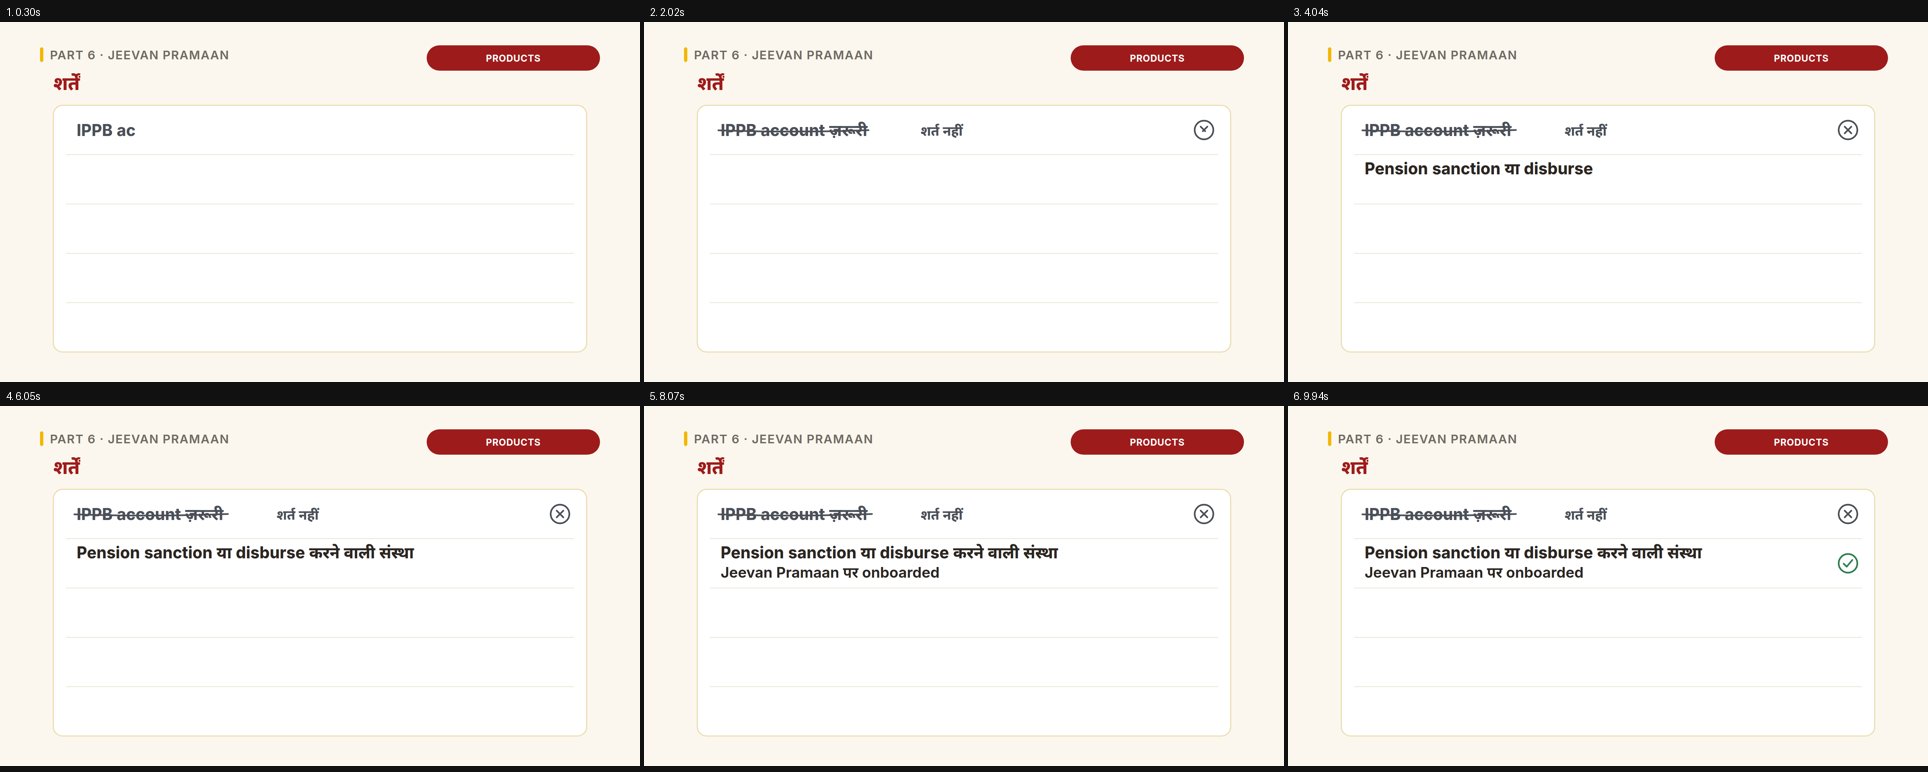 1. 0.30s
PART 6 · JEEVAN PRAMAAN
PRODUCTS
शर्तें
IPPB ac
2. 2.02s
PART 6 · JEEVAN PRAMAAN
PRODUCTS
शर्तें
IPPB account ज़रूरी शर्त नहीं
3. 4.04s
PART 6 · JEEVAN PRAMAAN
PRODUCTS
शर्तें
IPPB account ज़रूरी शर्त नहीं
Pension sanction या disburse
4. 6.05s
PART 6 · JEEVAN PRAMAAN
PRODUCTS
शर्तें
IPPB account ज़रूरी शर्त नहीं
Pension sanction या disburse करने वाली संस्था
5. 8.07s
PART 6 · JEEVAN PRAMAAN
PRODUCTS
शर्तें
IPPB account ज़रूरी शर्त नहीं
Pension sanction या disburse करने वाली संस्था
Jeevan Pramaan पर onboarded
6. 9.94s
PART 6 · JEEVAN PRAMAAN
PRODUCTS
शर्तें
IPPB account ज़रूरी शर्त नहीं
Pension sanction या disburse करने वाली संस्था
Jeevan Pramaan पर onboarded